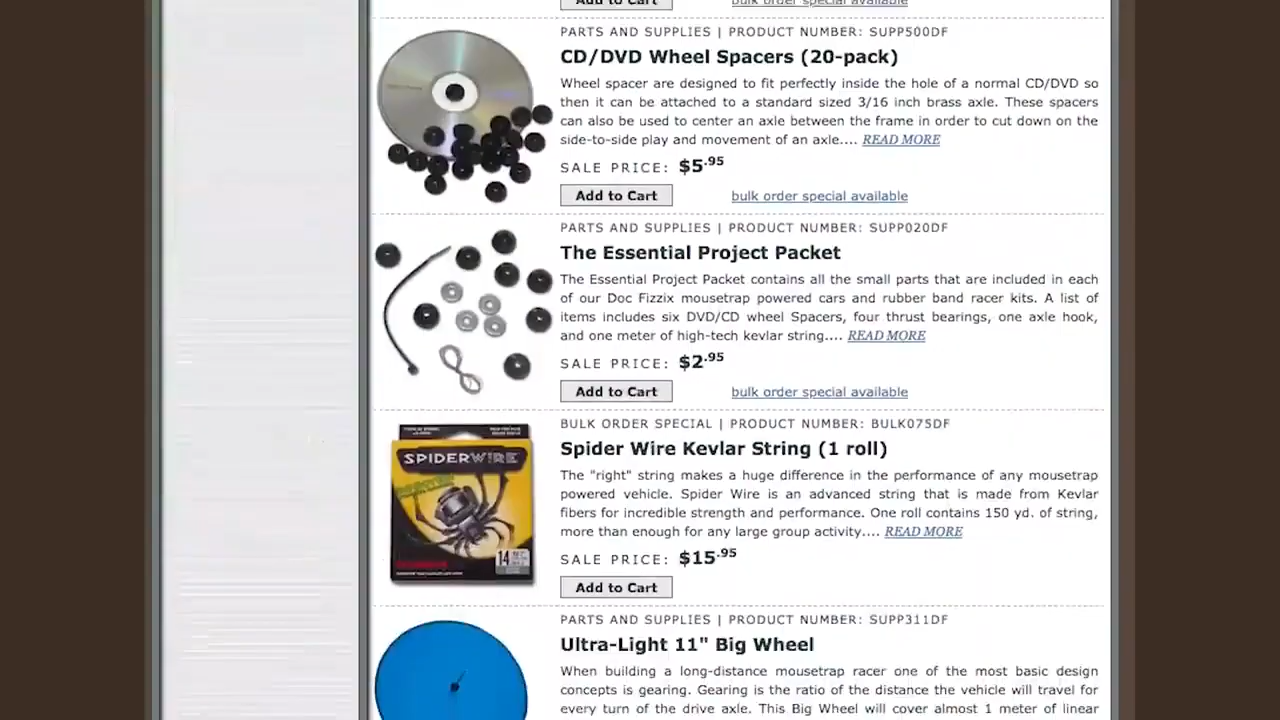 Add to Cart bulk order special available
PARTS AND SUPPLIES | PRODUCT NUMBER: SUPP500DF
CD/DVD Wheel Spacers (20-pack)
Wheel spacer are designed to fit perfectly inside the hole of a normal CD/DVD so
then it can be attached to a standard sized 3/16 inch brass axle. These spacers
can also be used to center an axle between the frame in order to cut down on the
side-to-side play and movement of an axle.... READ MORE
SALE PRICE: $5.95
Add to Cart bulk order special available
PARTS AND SUPPLIES | PRODUCT NUMBER: SUPP020DF
The Essential Project Packet
The Essential Project Packet contains all the small parts that are included in each
of our Doc Fizzix mousetrap powered cars and rubber band racer kits. A list of
items includes six DVD/CD wheel Spacers, four thrust bearings, one axle hook,
and one meter of high-tech kevlar string.... READ MORE
SALE PRICE: $2.95
Add to Cart bulk order special available
SPIDERWIRE
14
BULK ORDER SPECIAL | PRODUCT NUMBER: BULK075DF
Spider Wire Kevlar String (1 roll)
The "right" string makes a huge difference in the performance of any mousetrap
powered vehicle. Spider Wire is an advanced string that is made from Kevlar
fibers for incredible strength and performance. One roll contains 150 yd. of string,
more than enough for any large group activity.... READ MORE
SALE PRICE: $15.95
Add to Cart
PARTS AND SUPPLIES | PRODUCT NUMBER: SUPP311DF
Ultra-Light 11" Big Wheel
When building a long-distance mousetrap racer one of the most basic design
concepts is gearing. Gearing is the ratio of the distance the vehicle will travel for
every turn of the drive axle. This Big Wheel will cover almost 1 meter of linear